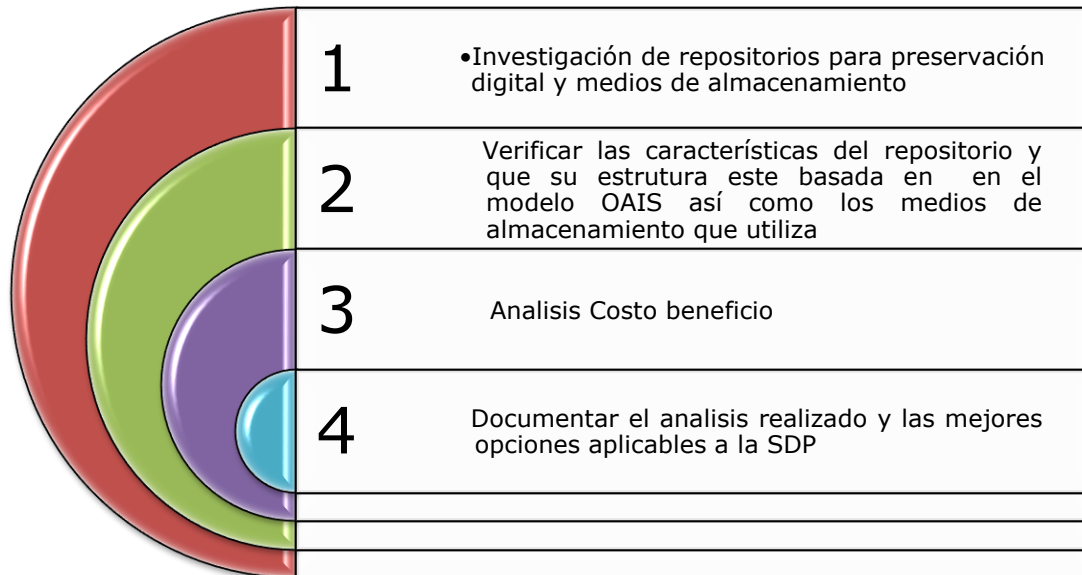 1
•Investigación de repositorios para preservación
digital y medios de almacenamiento
2
Verificar las características del repositorio y
que su estrutura este basada en en el
modelo OAIS así como los medios de
almacenamiento que utiliza
3
Analisis Costo beneficio
4
Documentar el analisis realizado y las mejores
opciones aplicables a la SDP